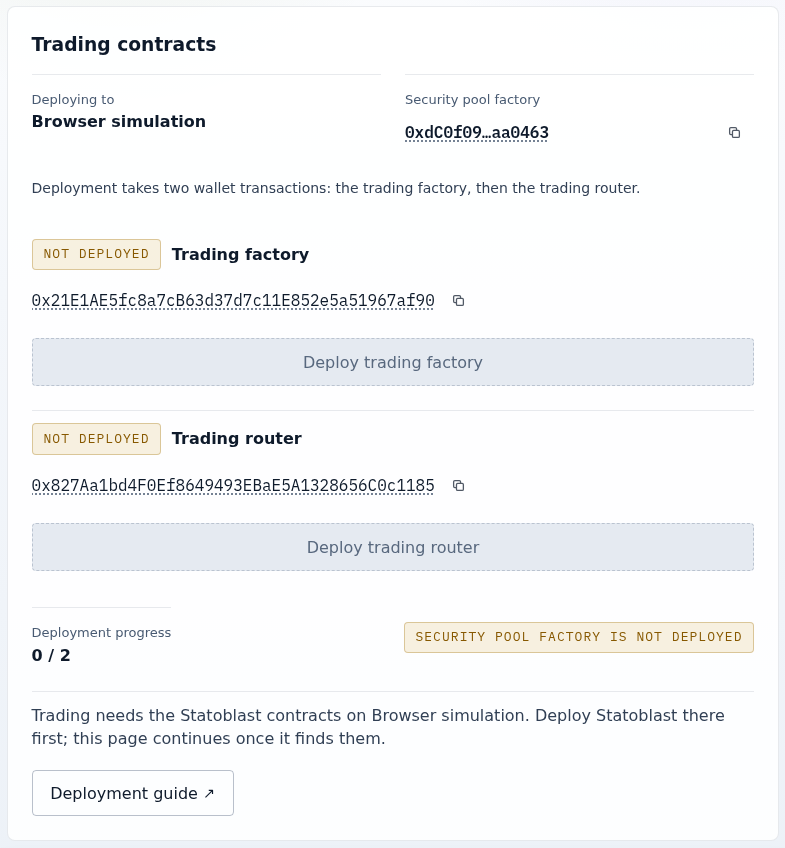 Trading contracts
Deploying to
Browser simulation
Security pool factory
0xdC0f09…aa0463
Deployment takes two wallet transactions: the trading factory, then the trading router.
NOT DEPLOYED
Trading factory
0x21E1AE5fc8a7cB63d37d7c11E852e5a51967af90
Deploy trading factory
NOT DEPLOYED
Trading router
0x827Aa1bd4F0Ef8649493EBaE5A1328656C0c1185
Deploy trading router
Deployment progress
0 / 2
SECURITY POOL FACTORY IS NOT DEPLOYED
Trading needs the Statoblast contracts on Browser simulation. Deploy Statoblast there
first; this page continues once it finds them.
Deployment guide ↗